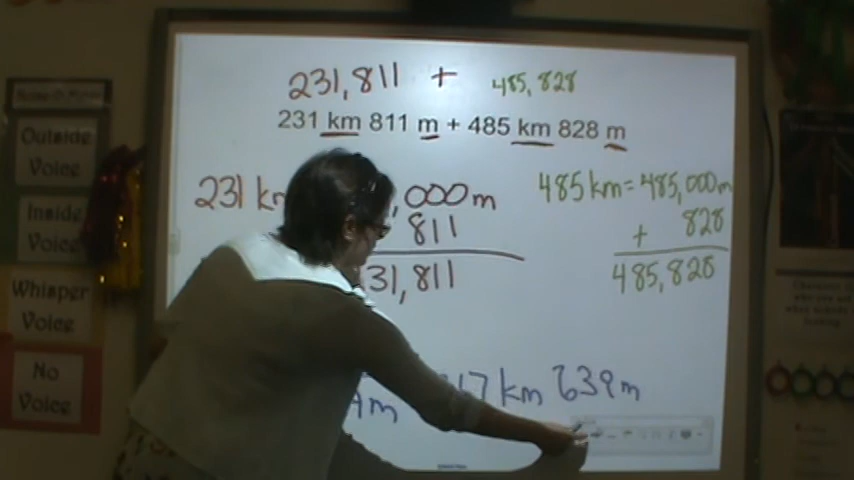 231,811 + 485,828
231 km 811 m + 485 km 828 m
231 km ,000 m 485 km = 485,000 m
811 + 828
31,811 485,828
m 717 km 639 m
Outside
Voice
Inside
Voice
Whisper
Voice
No
Voice